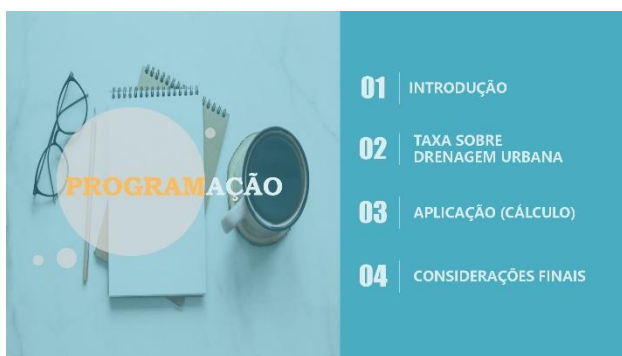 PROGRAMAÇÃO
01 INTRODUÇÃO
02 TAXA SOBRE
DRENAGEM URBANA
03 APLICAÇÃO (CÁLCULO)
04 CONSIDERAÇÕES FINAIS